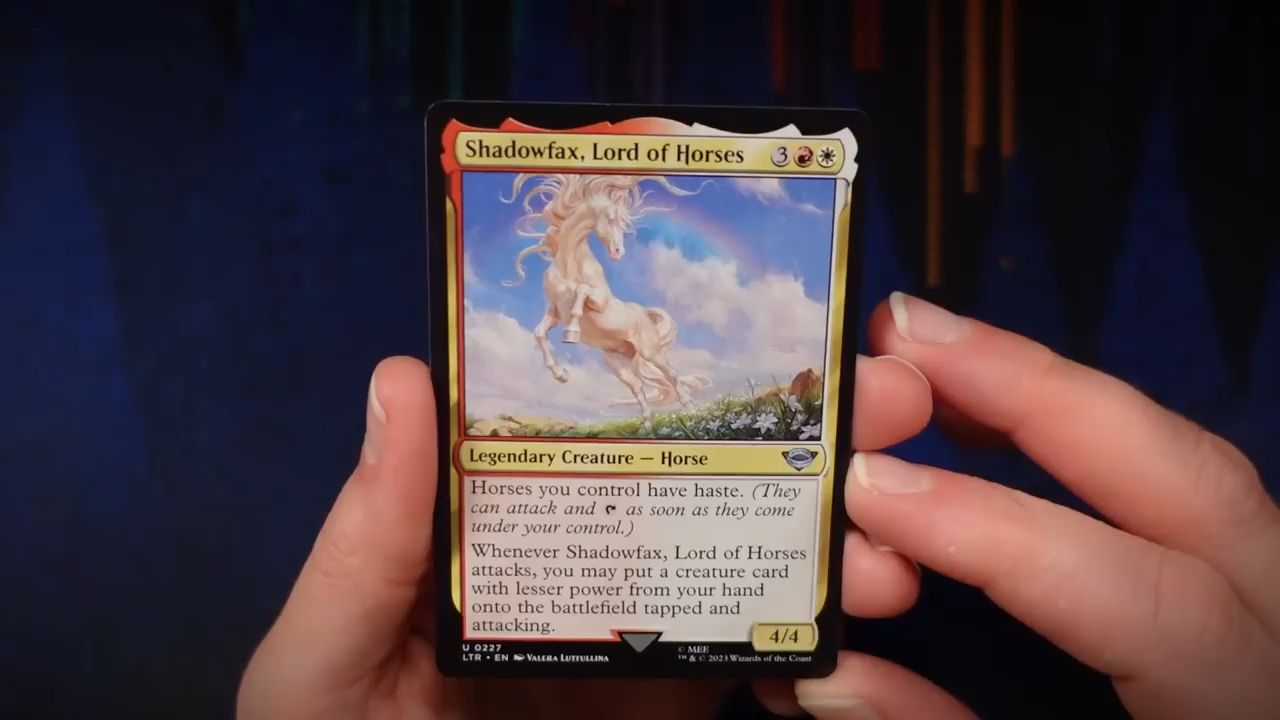 Shadowfax, Lord of Horses 3
Legendary Creature — Horse
Horses you control have haste. (They
can attack and as soon as they come
under your control.)
Whenever Shadowfax, Lord of Horses
attacks, you may put a creature card
with lesser power from your hand
onto the battlefield tapped and
attacking.
4/4
U 0227
LTR • EN Valera Lutfullina
© MEE
™ & © 2023 Wizards of the Coast